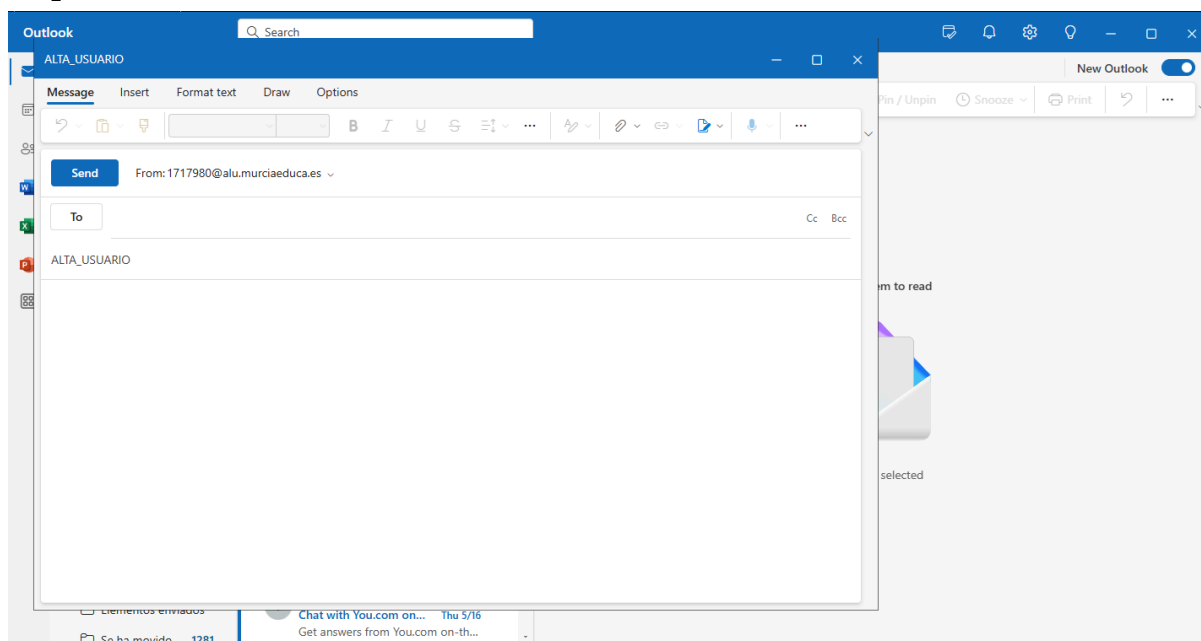 Outlook
Search
ALTA_USUARIO
New Outlook
Message Insert Format text Draw Options
Pin / Unpin Snooze Print
B I U S
Send From: 1717980@alu.murciaeduca.es
To Cc Bcc
ALTA_USUARIO
to read
selected
Elementos enviados
Chat with You.com on... Thu 5/16
Se ha movido 1281 Get answers from You.com on-th...